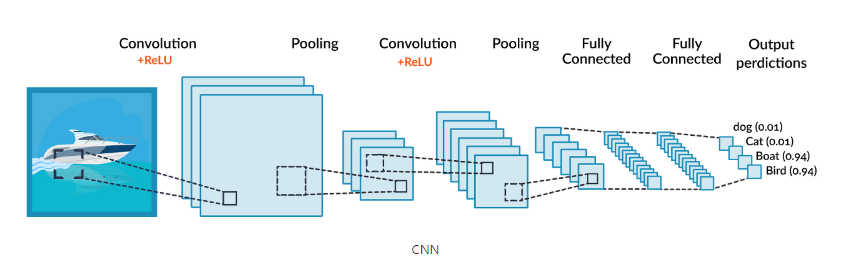 Convolution
+ReLU
Pooling
Convolution
+ReLU
Pooling
Fully
Connected
Fully
Connected
Output
perdictions
dog (0.01)
Cat (0.01)
Boat (0.94)
Bird (0.94)
CNN